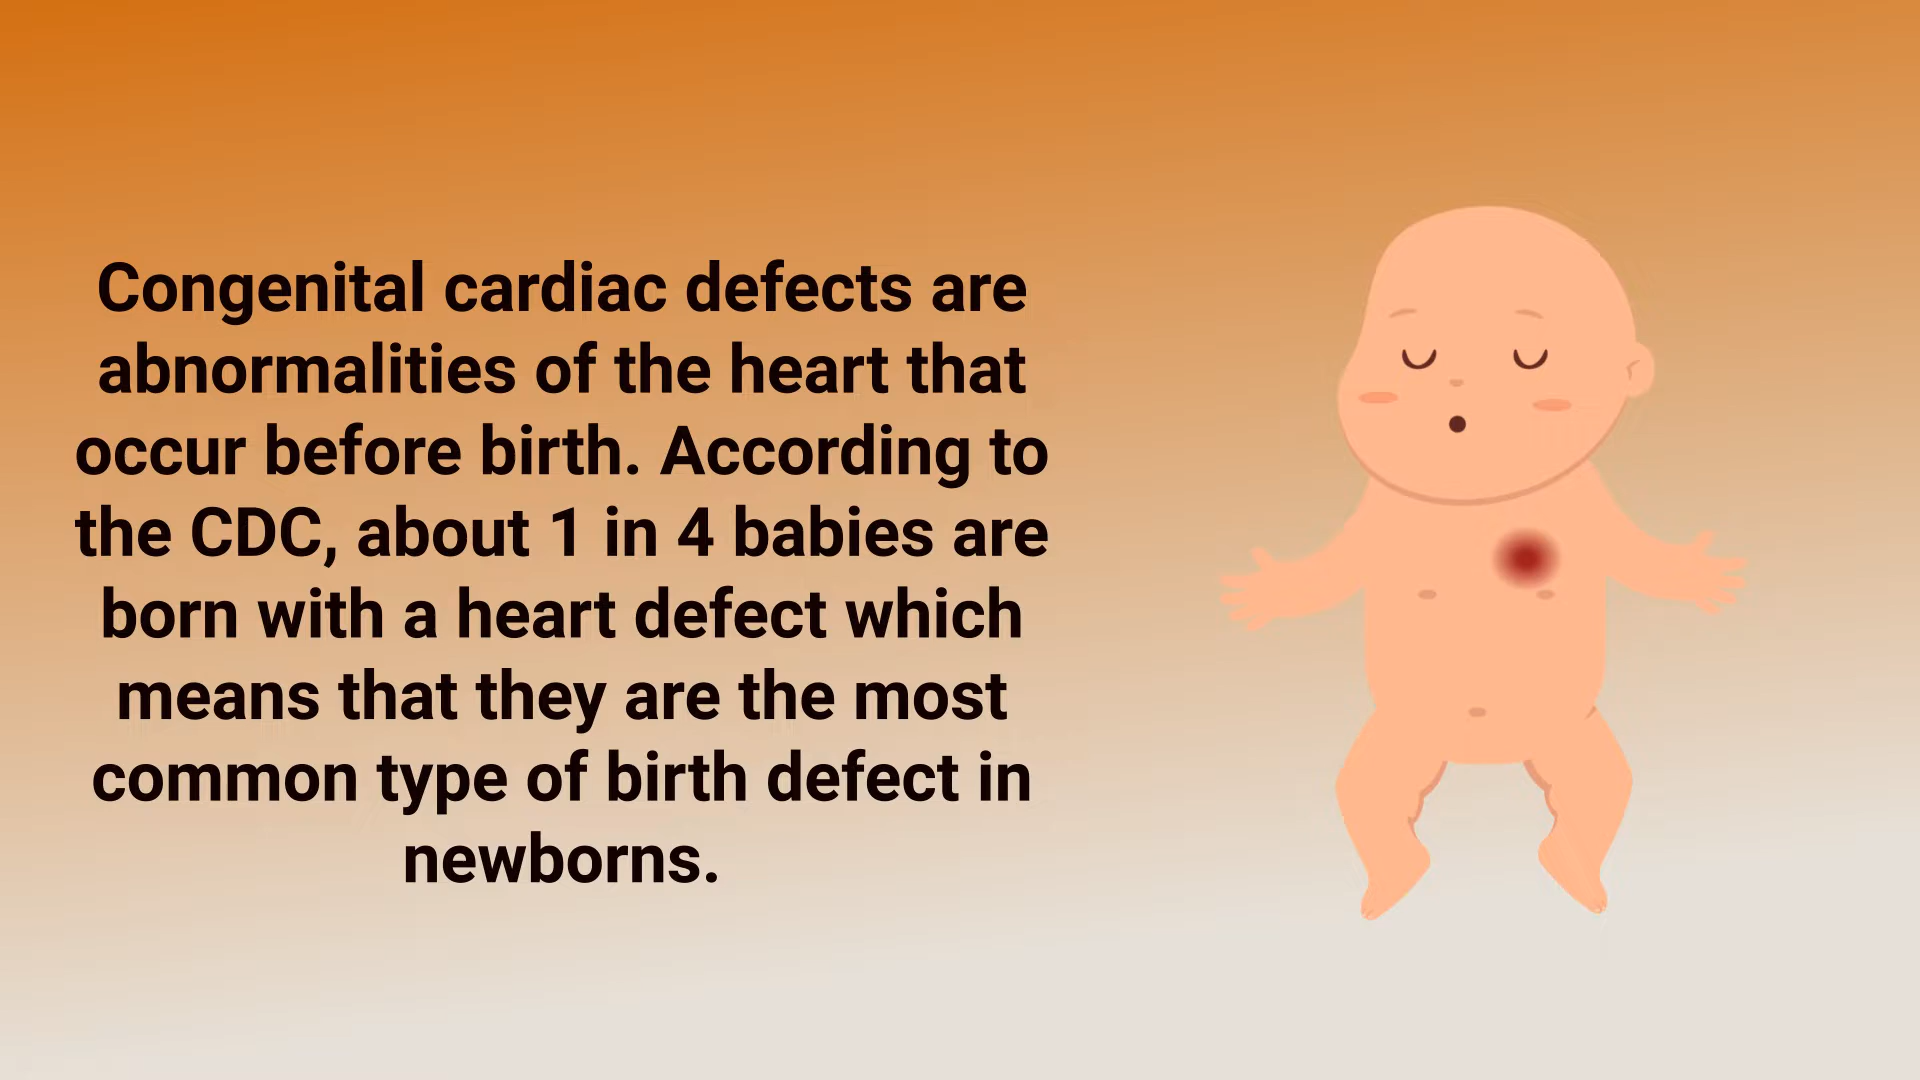 Congenital cardiac defects are
abnormalities of the heart that
occur before birth. According to
the CDC, about 1 in 4 babies are
born with a heart defect which
means that they are the most
common type of birth defect in
newborns.